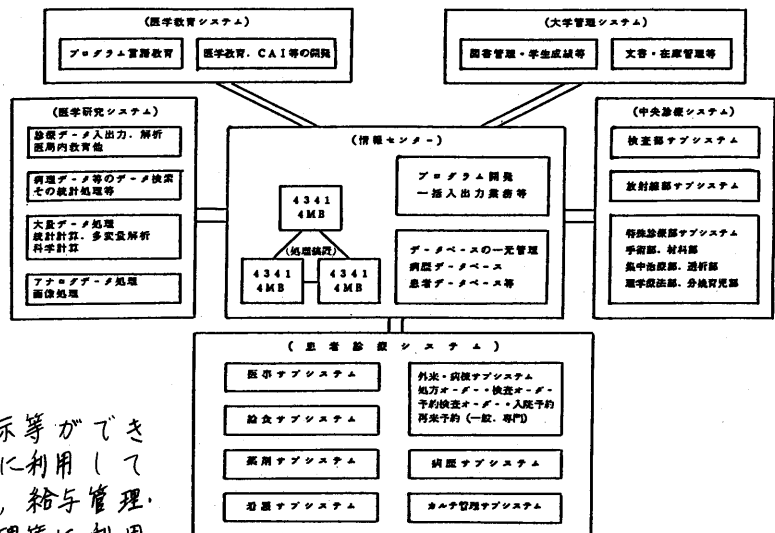 (医学教育システム)
プログラム言語教育
医学教育、CAI等の開発
(大学管理システム)
図書管理・学生成績等
文書・在庫管理等
(医学研究システム)
診療データ入出力、解析
医局内教育他
病理データ等のデータ検索
その統計処理等
大量データ処理
統計計算、多変量解析
科学計算
アナログデータ処理
画像処理
(情報センター)
4341
4MB
(処理装置)
4341
4MB
4341
4MB
プログラム開発
一括入出力業務等
データベースの一元管理
病歴データベース
患者データベース等
(中央診療システム)
検査部サブシステム
放射線部サブシステム
特殊診療部サブシステム
手術部、材料部
集中治療部、透析部
理学療法部、分娩育児部
(患者診療システム)
医事サブシステム
給食サブシステム
薬剤サブシステム
看護サブシステム
外来・病棟サブシステム
処方オーダー・検査オーダー
予約検査オーダー・入院予約
再来予約(一般、専門)
病歴サブシステム
カルテ管理サブシステム
示等ができ
に利用して
,給与管理.